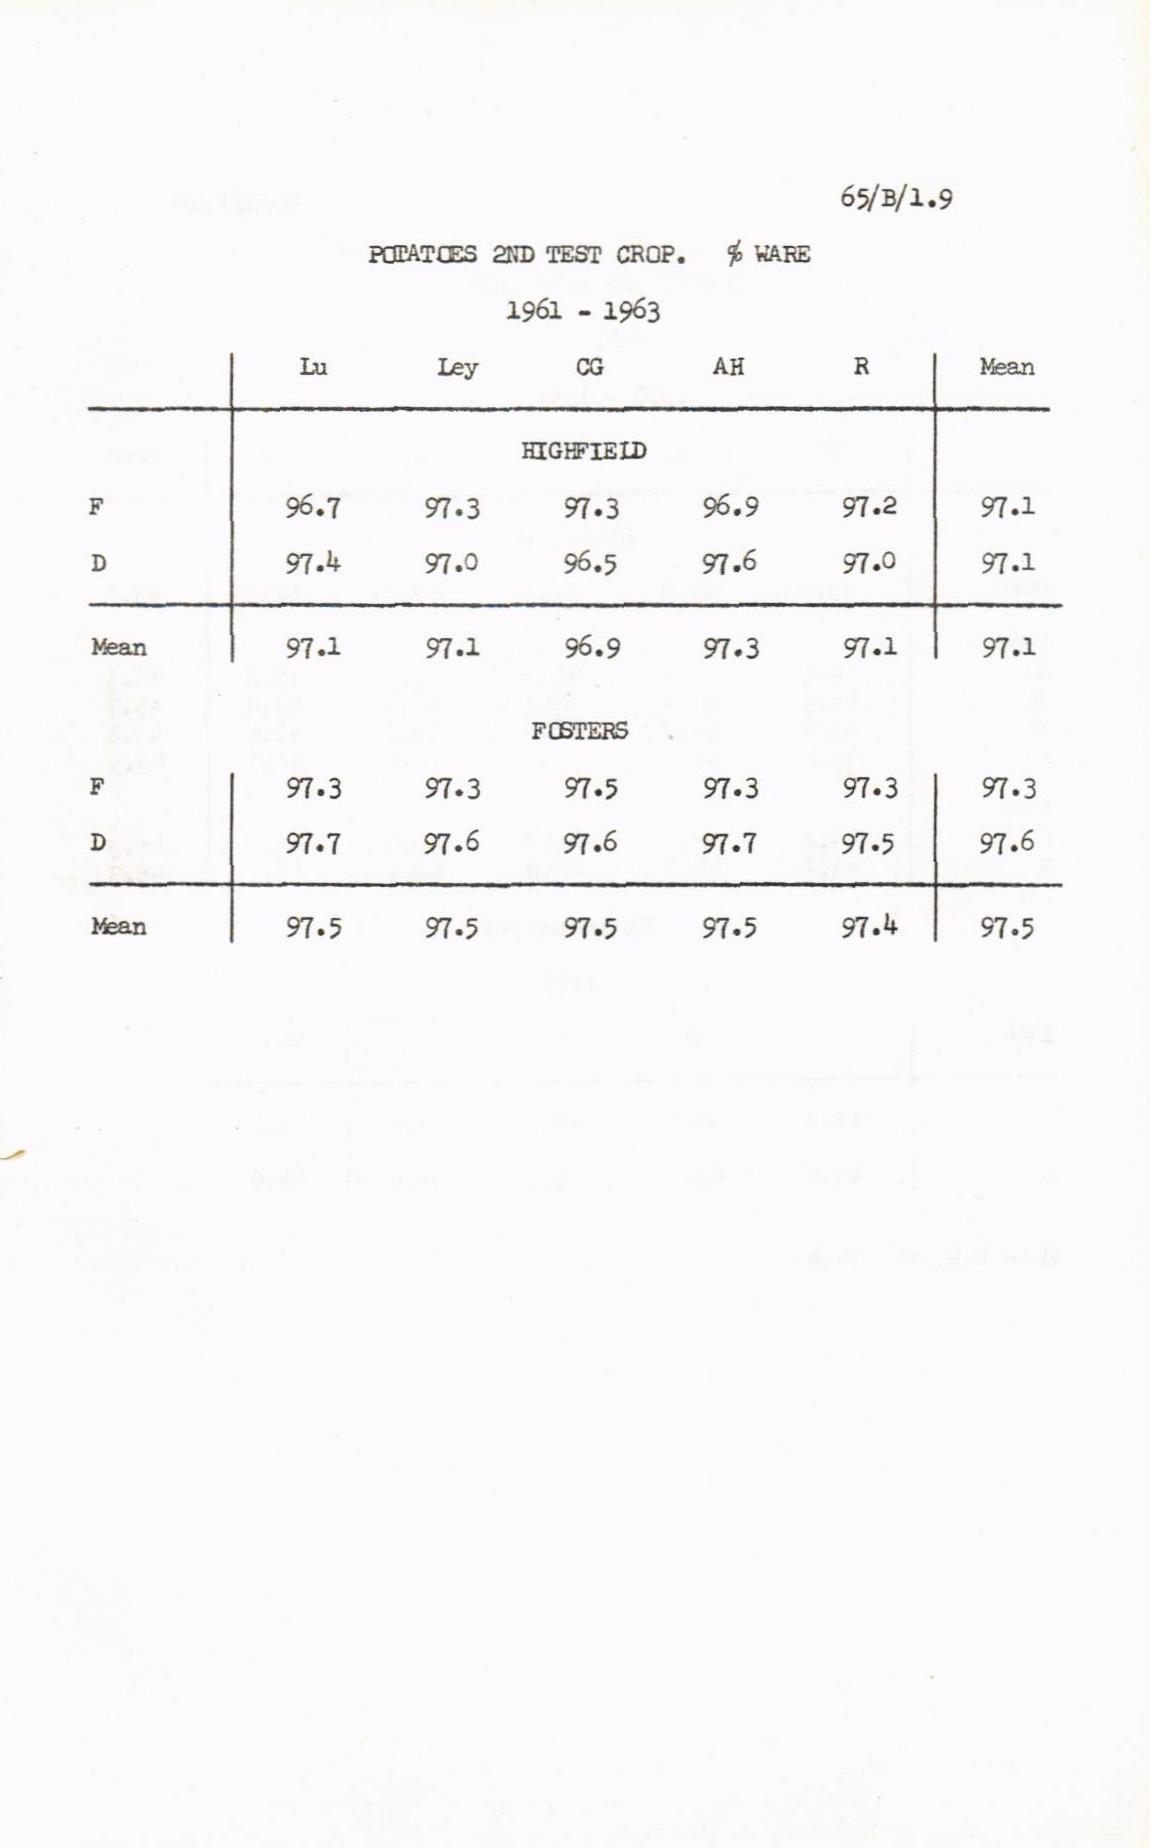 65/B/1.9
POTATOES 2ND TEST CROP. % WARE
1961 - 1963
Lu Ley CG AH R Mean
HIGHFIELD
F 96.7 97.3 97.3 96.9 97.2 97.1
D 97.4 97.0 96.5 97.6 97.0 97.1
Mean 97.1 97.1 96.9 97.3 97.1 97.1
FOSTERS
F 97.3 97.3 97.5 97.3 97.3 97.3
D 97.7 97.6 97.6 97.7 97.5 97.6
Mean 97.5 97.5 97.5 97.5 97.4 97.5